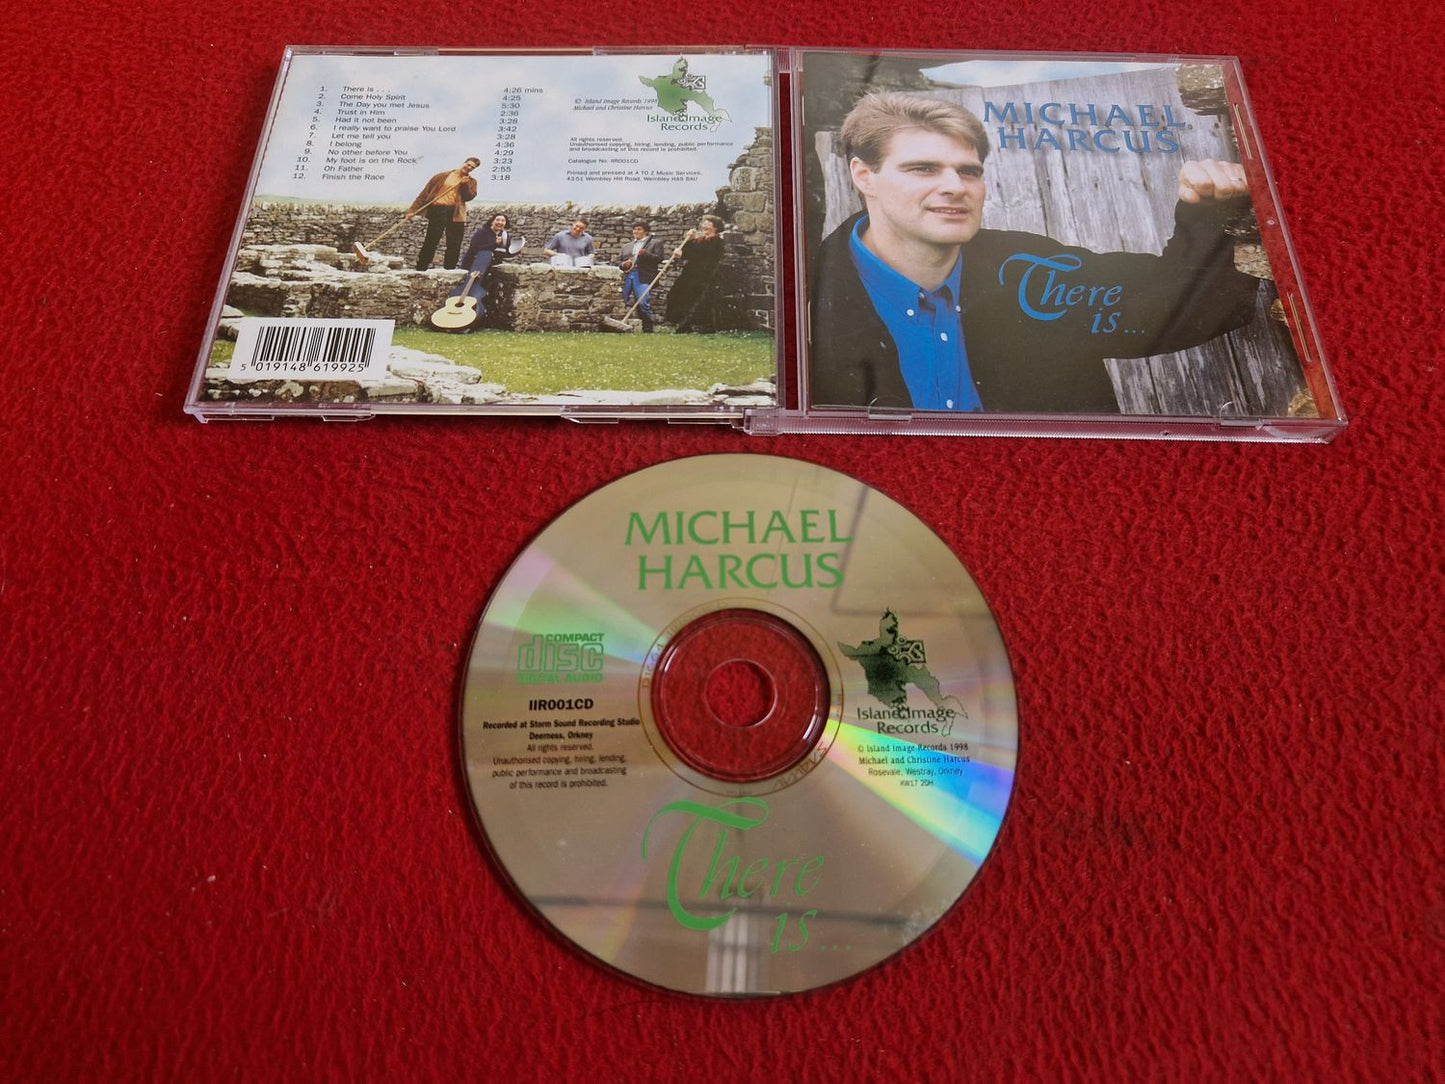 1. There is . . . 4:26 mins
2. Come Holy Spirit 4:25
3. The Day you met Jesus 5:30
4. Trust in Him 2:36
5. Had it not been 3:28
6. I really want to praise You Lord 3:42
7. Let me tell you 3:28
8. I belong 4:36
9. No other before You 4:29
10. My foot is on the Rock 3:23
11. Oh Father 2:55
12. Finish the Race 3:18
© Island Image Records 1998
Michael and Christine Harcus
Island Image
Records
All rights reserved.
Unauthorised copying, hiring, lending, public performance
and broadcasting of this record is prohibited.
Catalogue No. IIR001CD
Printed and pressed at A TO Z Music Services,
43-51 Wembley Hill Road, Wembley HA9 8AU
5 019148 619925
MICHAEL
HARCUS
There
is...
MICHAEL
HARCUS
COMPACT
disc
DIGITAL AUDIO
IIR001CD
Recorded at Storm Sound Recording Studio
Deerness, Orkney
All rights reserved.
Unauthorised copying, hiring, lending,
public performance and broadcasting
of this record is prohibited.
Island Image
Records
© Island Image Records 1998
Michael and Christine Harcus
Rosevale, Westray, Orkney
KW17 2DH
There
is...